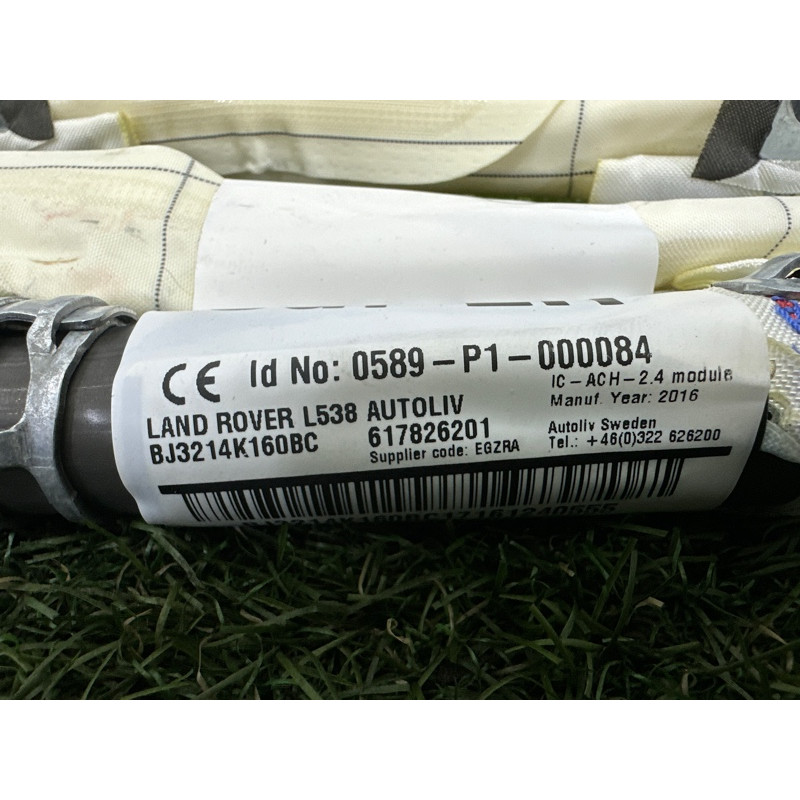 CE Id No: 0589-P1-000084
IC-ACH-2.4 module
LAND ROVER L538 AUTOLIV
Manuf. Year: 2016
BJ3214K160BC 617826201
Autoliv Sweden
Supplier code: EGZRA
Tel.: +46(0)322 626200